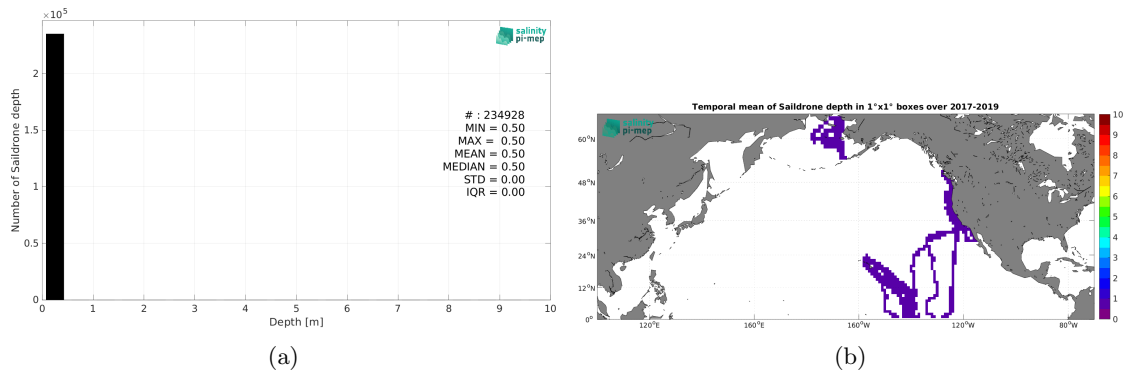 ×10⁵
salinity
pi-mep
2
1.5
1
0.5
0
Number of Saildrone depth
# : 234928
MIN = 0.50
MAX = 0.50
MEAN = 0.50
MEDIAN = 0.50
STD = 0.00
IQR = 0.00
0 1 2 3 4 5 6 7 8 9 10
Depth [m]
(a)
Temporal mean of Saildrone depth in 1°x1° boxes over 2017-2019
salinity
pi-mep
60°N
48°N
36°N
24°N
12°N
0°
120°E 160°E 160°W 120°W 80°W
10
9
8
7
6
5
4
3
2
1
0
(b)